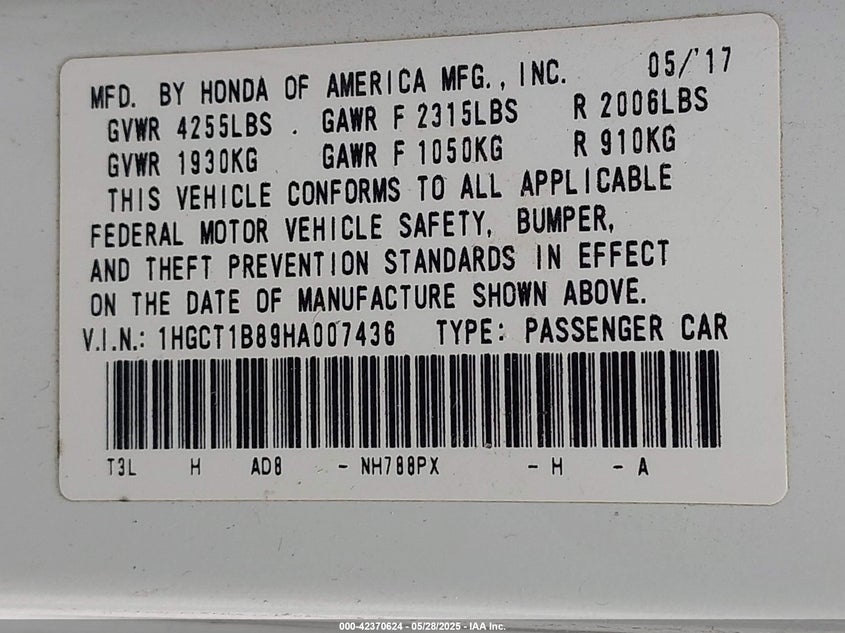 MFD. BY HONDA OF AMERICA MFG., INC. 05/'17
GVWR 4255LBS . GAWR F 2315LBS R 2006LBS
GVWR 1930KG GAWR F 1050KG R 910KG
THIS VEHICLE CONFORMS TO ALL APPLICABLE
FEDERAL MOTOR VEHICLE SAFETY, BUMPER,
AND THEFT PREVENTION STANDARDS IN EFFECT
ON THE DATE OF MANUFACTURE SHOWN ABOVE.
V.I.N.: 1HGCT1B89HA007436 TYPE: PASSENGER CAR
T3L H AD8 - NH788PX - H - A
000-42370624 - 05/28/2025 - IAA Inc.